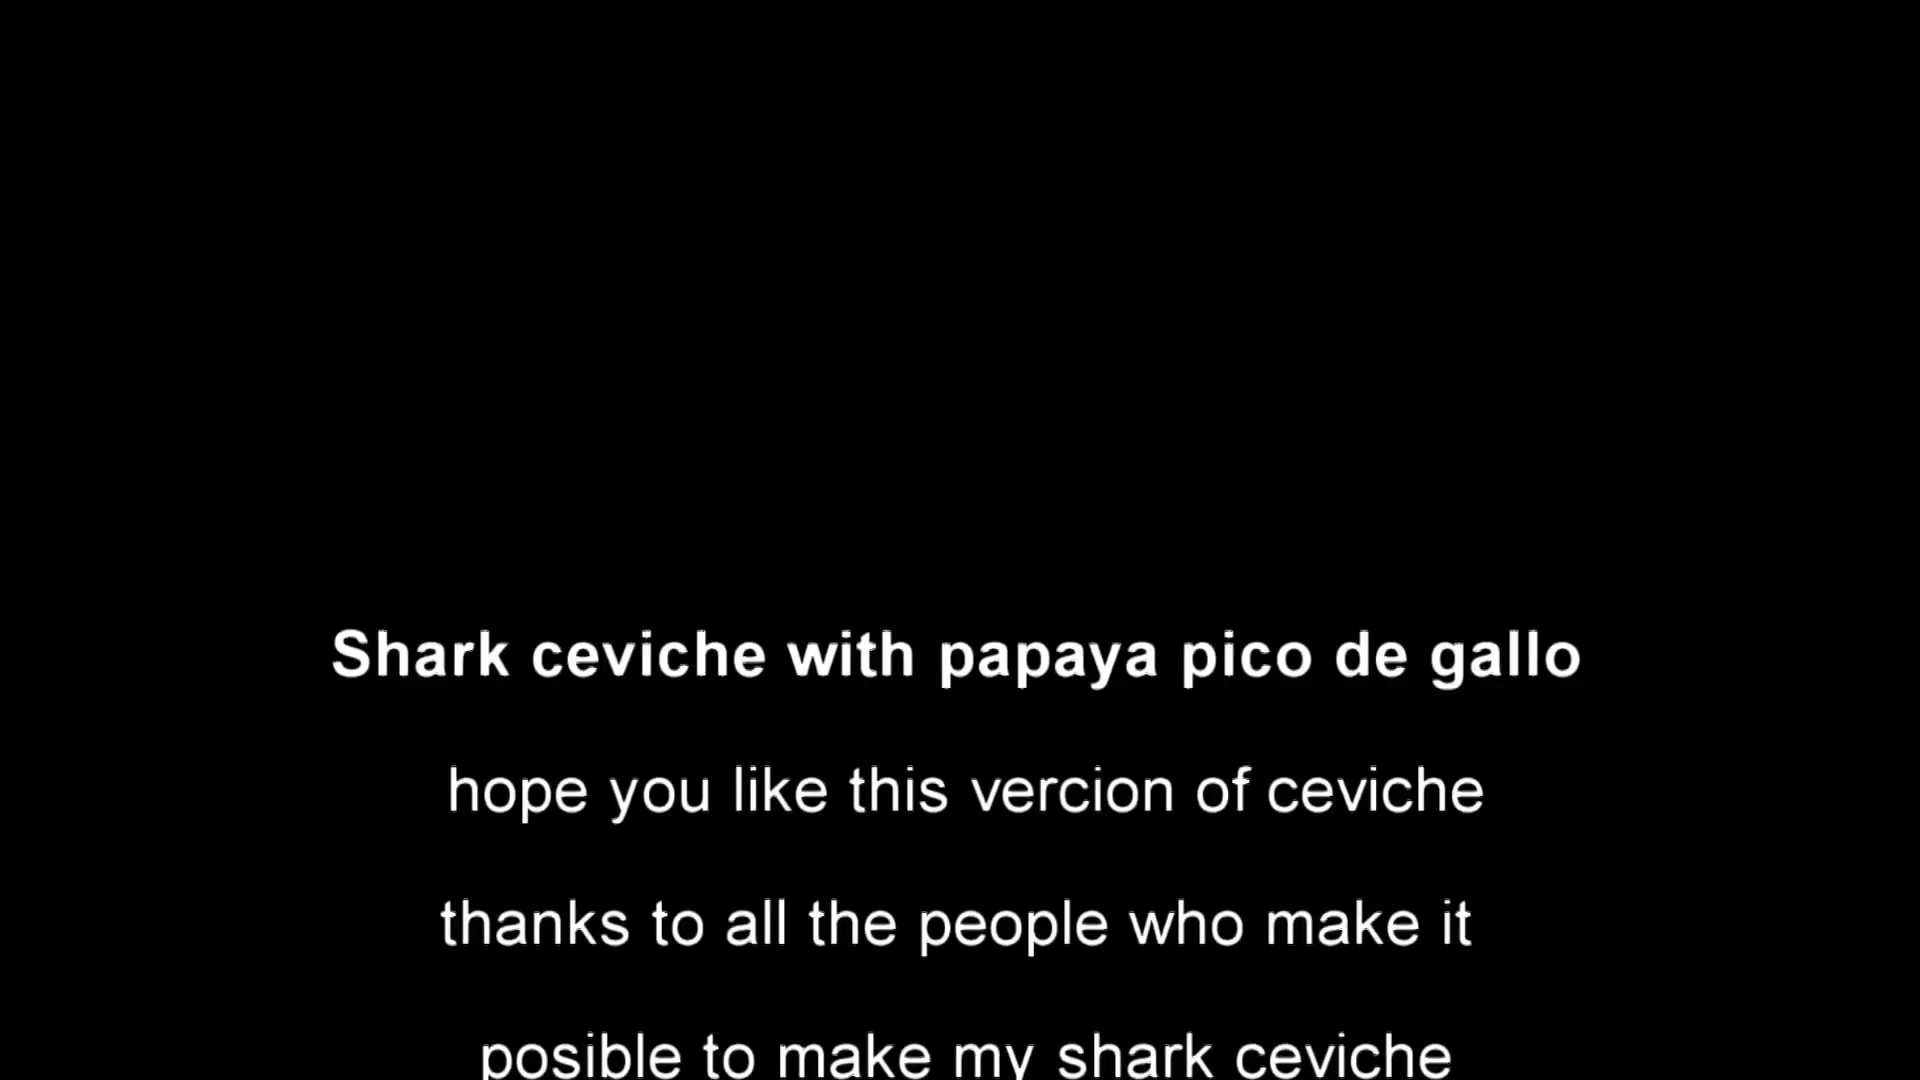 Shark ceviche with papaya pico de gallo
hope you like this vercion of ceviche
thanks to all the people who make it
posible to make my shark ceviche